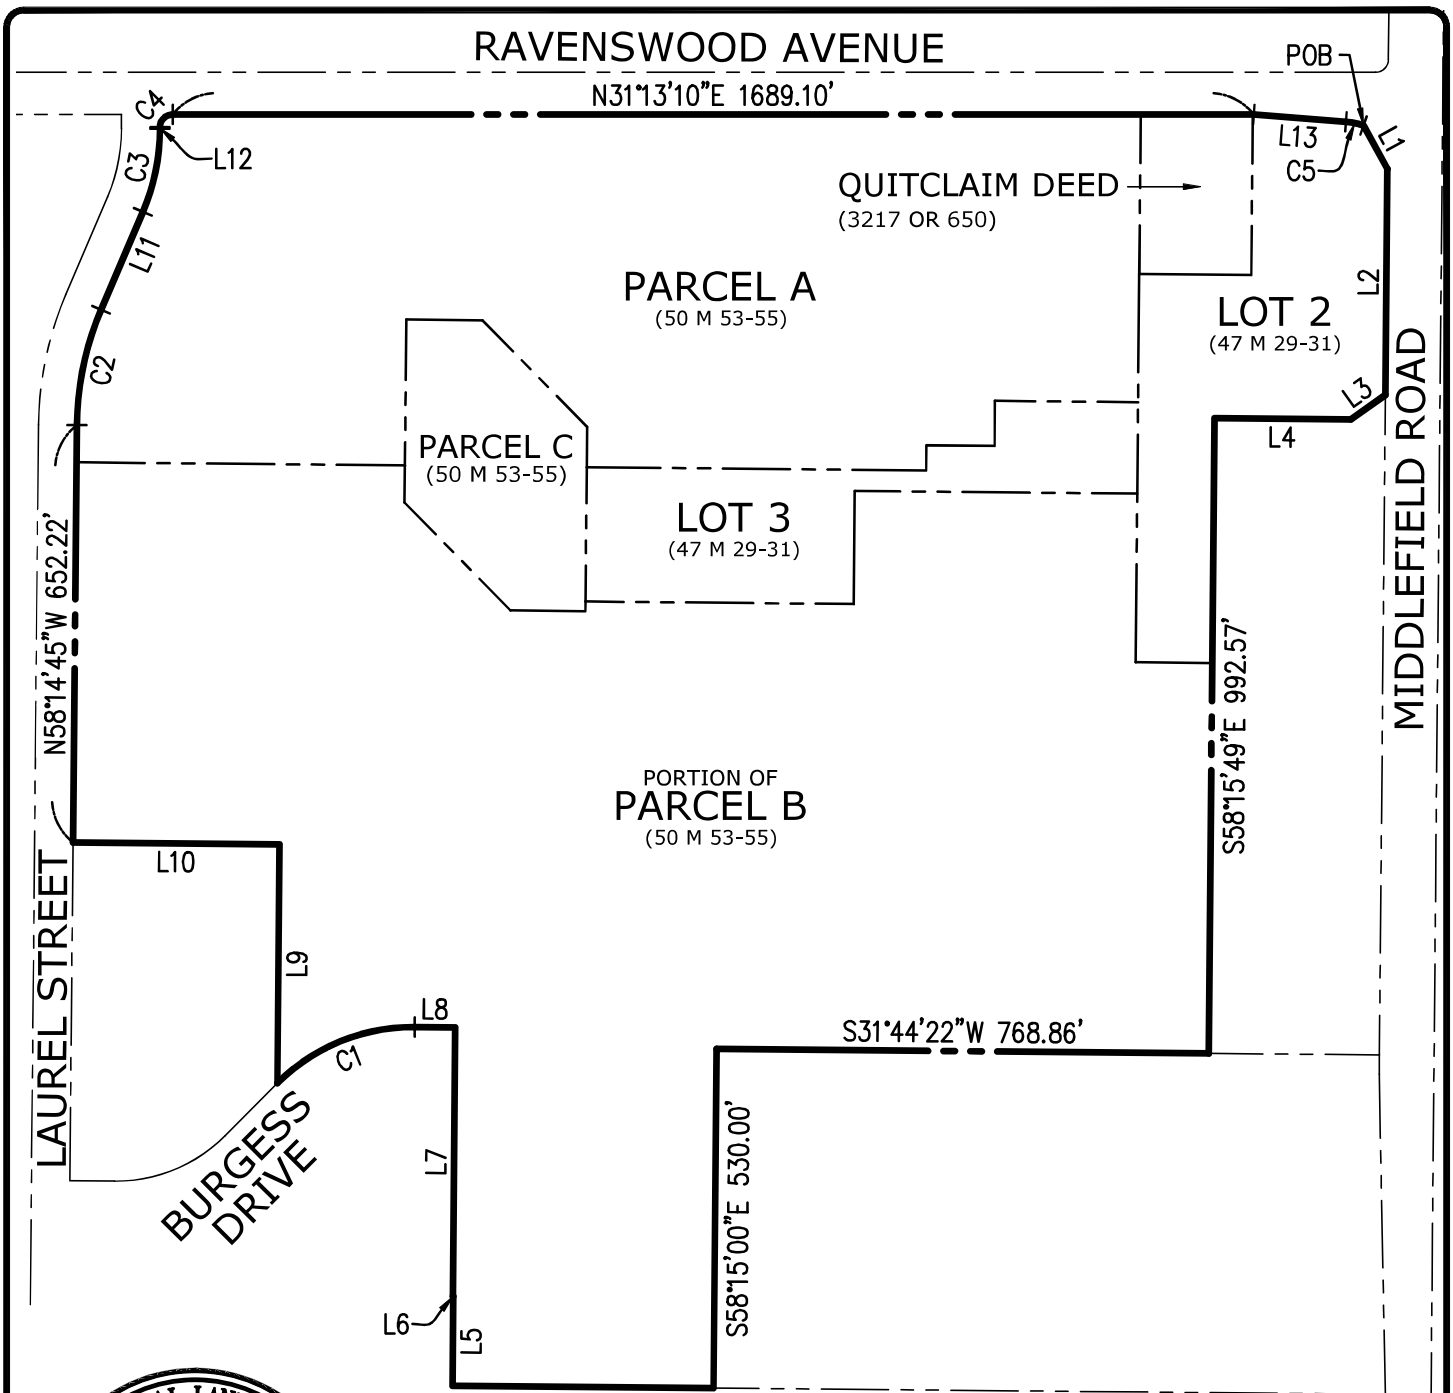 RAVENSWOOD AVENUE
POB
N31°13'10"E 1689.10'
C4
L12
C3
L13
L1
C5
QUITCLAIM DEED
(3217 OR 650)
L11
PARCEL A
(50 M 53-55)
L2
LOT 2
(47 M 29-31)
C2
L3
L4
PARCEL C
(50 M 53-55)
LOT 3
(47 M 29-31)
MIDDLEFIELD ROAD
N58°14'45"W 652.22'
S58°15'49"E 992.57'
PORTION OF
PARCEL B
(50 M 53-55)
L10
LAUREL STREET
L9
L8
C1
S31°44'22"W 768.86'
BURGESS
DRIVE
L7
S58°15'00"E 530.00'
L6
L5